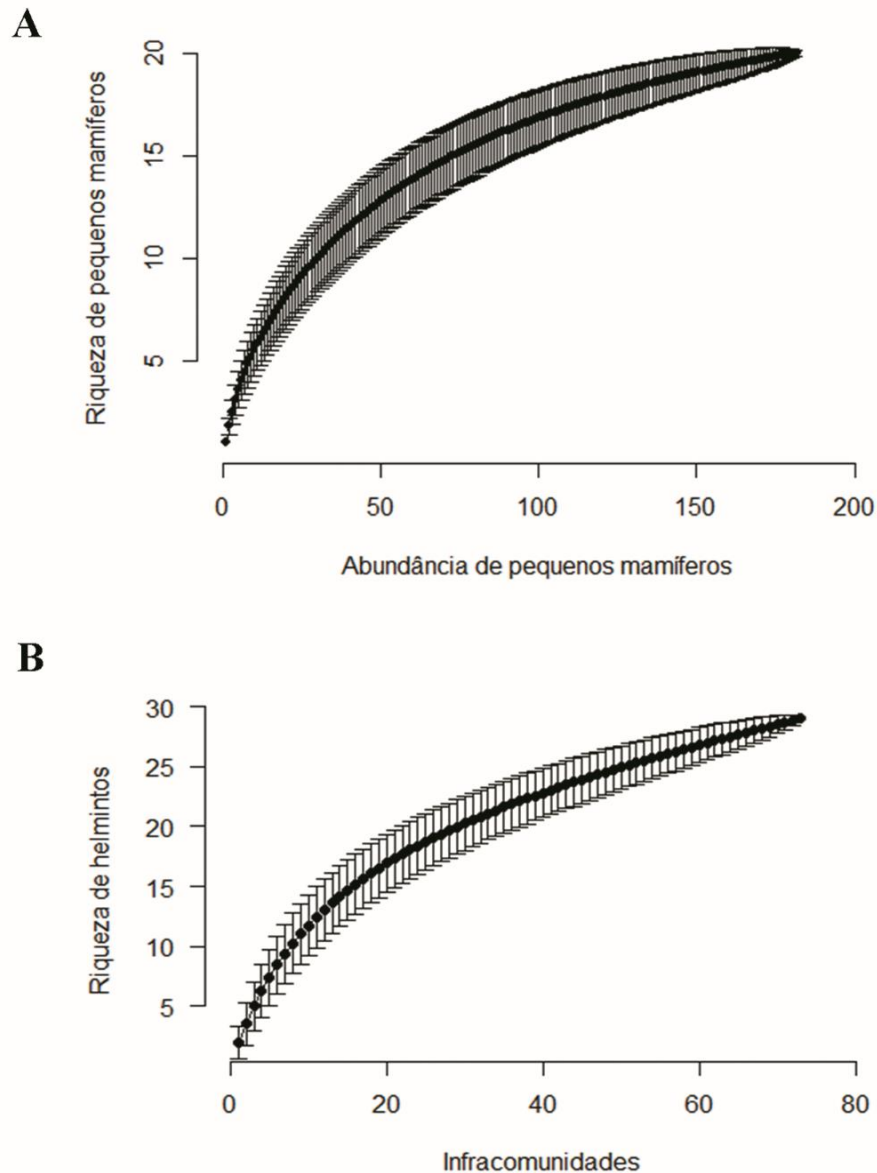 A
Riqueza de pequenos mamíferos
20
15
10
5
0 50 100 150 200
Abundância de pequenos mamíferos
B
Riqueza de helmintos
30
25
20
15
10
5
0 20 40 60 80
Infracomunidades